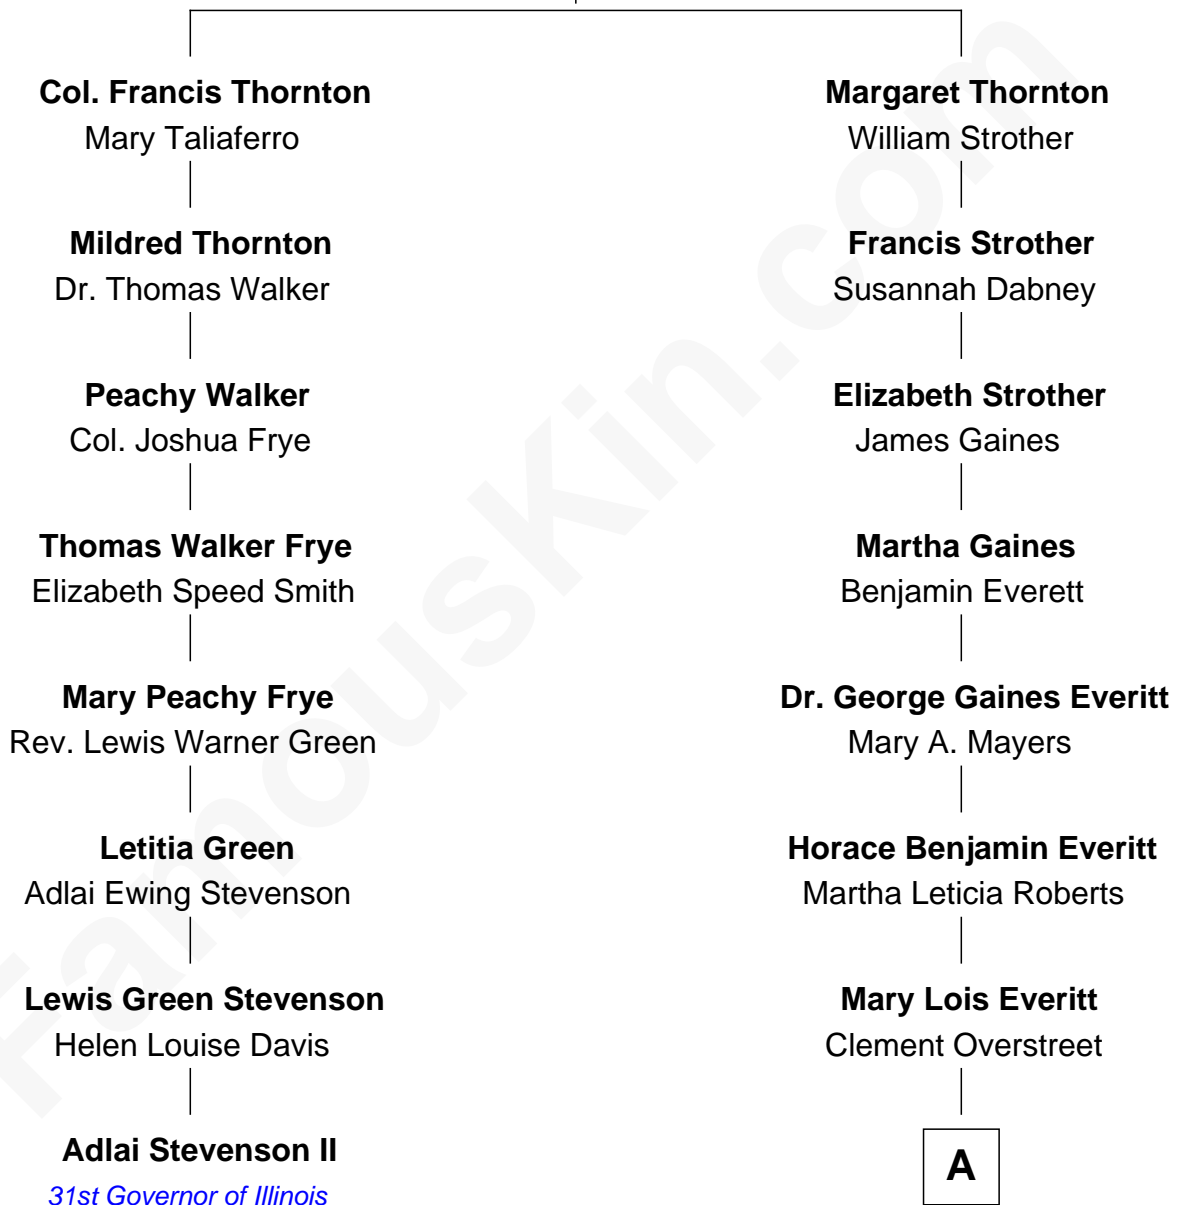 Col. Francis Thornton
Mary Taliaferro
Margaret Thornton
William Strother
Mildred Thornton
Dr. Thomas Walker
Francis Strother
Susannah Dabney
Peachy Walker
Col. Joshua Frye
Elizabeth Strother
James Gaines
Thomas Walker Frye
Elizabeth Speed Smith
Martha Gaines
Benjamin Everett
Mary Peachy Frye
Rev. Lewis Warner Green
Dr. George Gaines Everitt
Mary A. Mayers
Letitia Green
Adlai Ewing Stevenson
Horace Benjamin Everitt
Martha Leticia Roberts
Lewis Green Stevenson
Helen Louise Davis
Mary Lois Everitt
Clement Overstreet
Adlai Stevenson II
31st Governor of Illinois
A
FamousKin.com